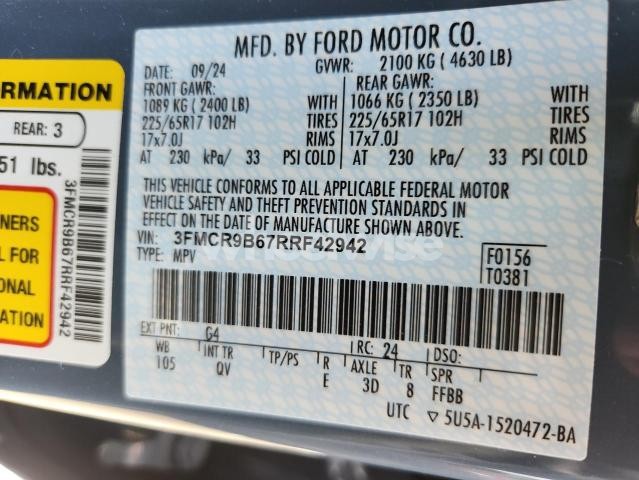 MFD. BY FORD MOTOR CO.
DATE: 09/24 GVWR: 2100 KG (4630 LB)
FRONT GAWR: REAR GAWR:
1089 KG (2400 LB) WITH 1066 KG (2350 LB) WITH
225/65R17 102H TIRES 225/65R17 102H TIRES
17x7.0J RIMS 17x7.0J RIMS
AT 230 kPa/ 33 PSI COLD AT 230 kPa/ 33 PSI COLD
THIS VEHICLE CONFORMS TO ALL APPLICABLE FEDERAL MOTOR
VEHICLE SAFETY AND THEFT PREVENTION STANDARDS IN
EFFECT ON THE DATE OF MANUFACTURE SHOWN ABOVE.
VIN: 3FMCR9B67RRF42942
TYPE: MPV
F0156
T0381
EXT PNT: G4 RC: 24 DSO:
WB INT TR TP/PS R AXLE TR SPR
105 QV E 3D 8 FFBB
UTC ▽ 5U5A-1520472-BA
ORMATION
REAR: 3
51 lbs.
NERS
FOR
ONAL
ATION
3FMCR9B67RRF42942